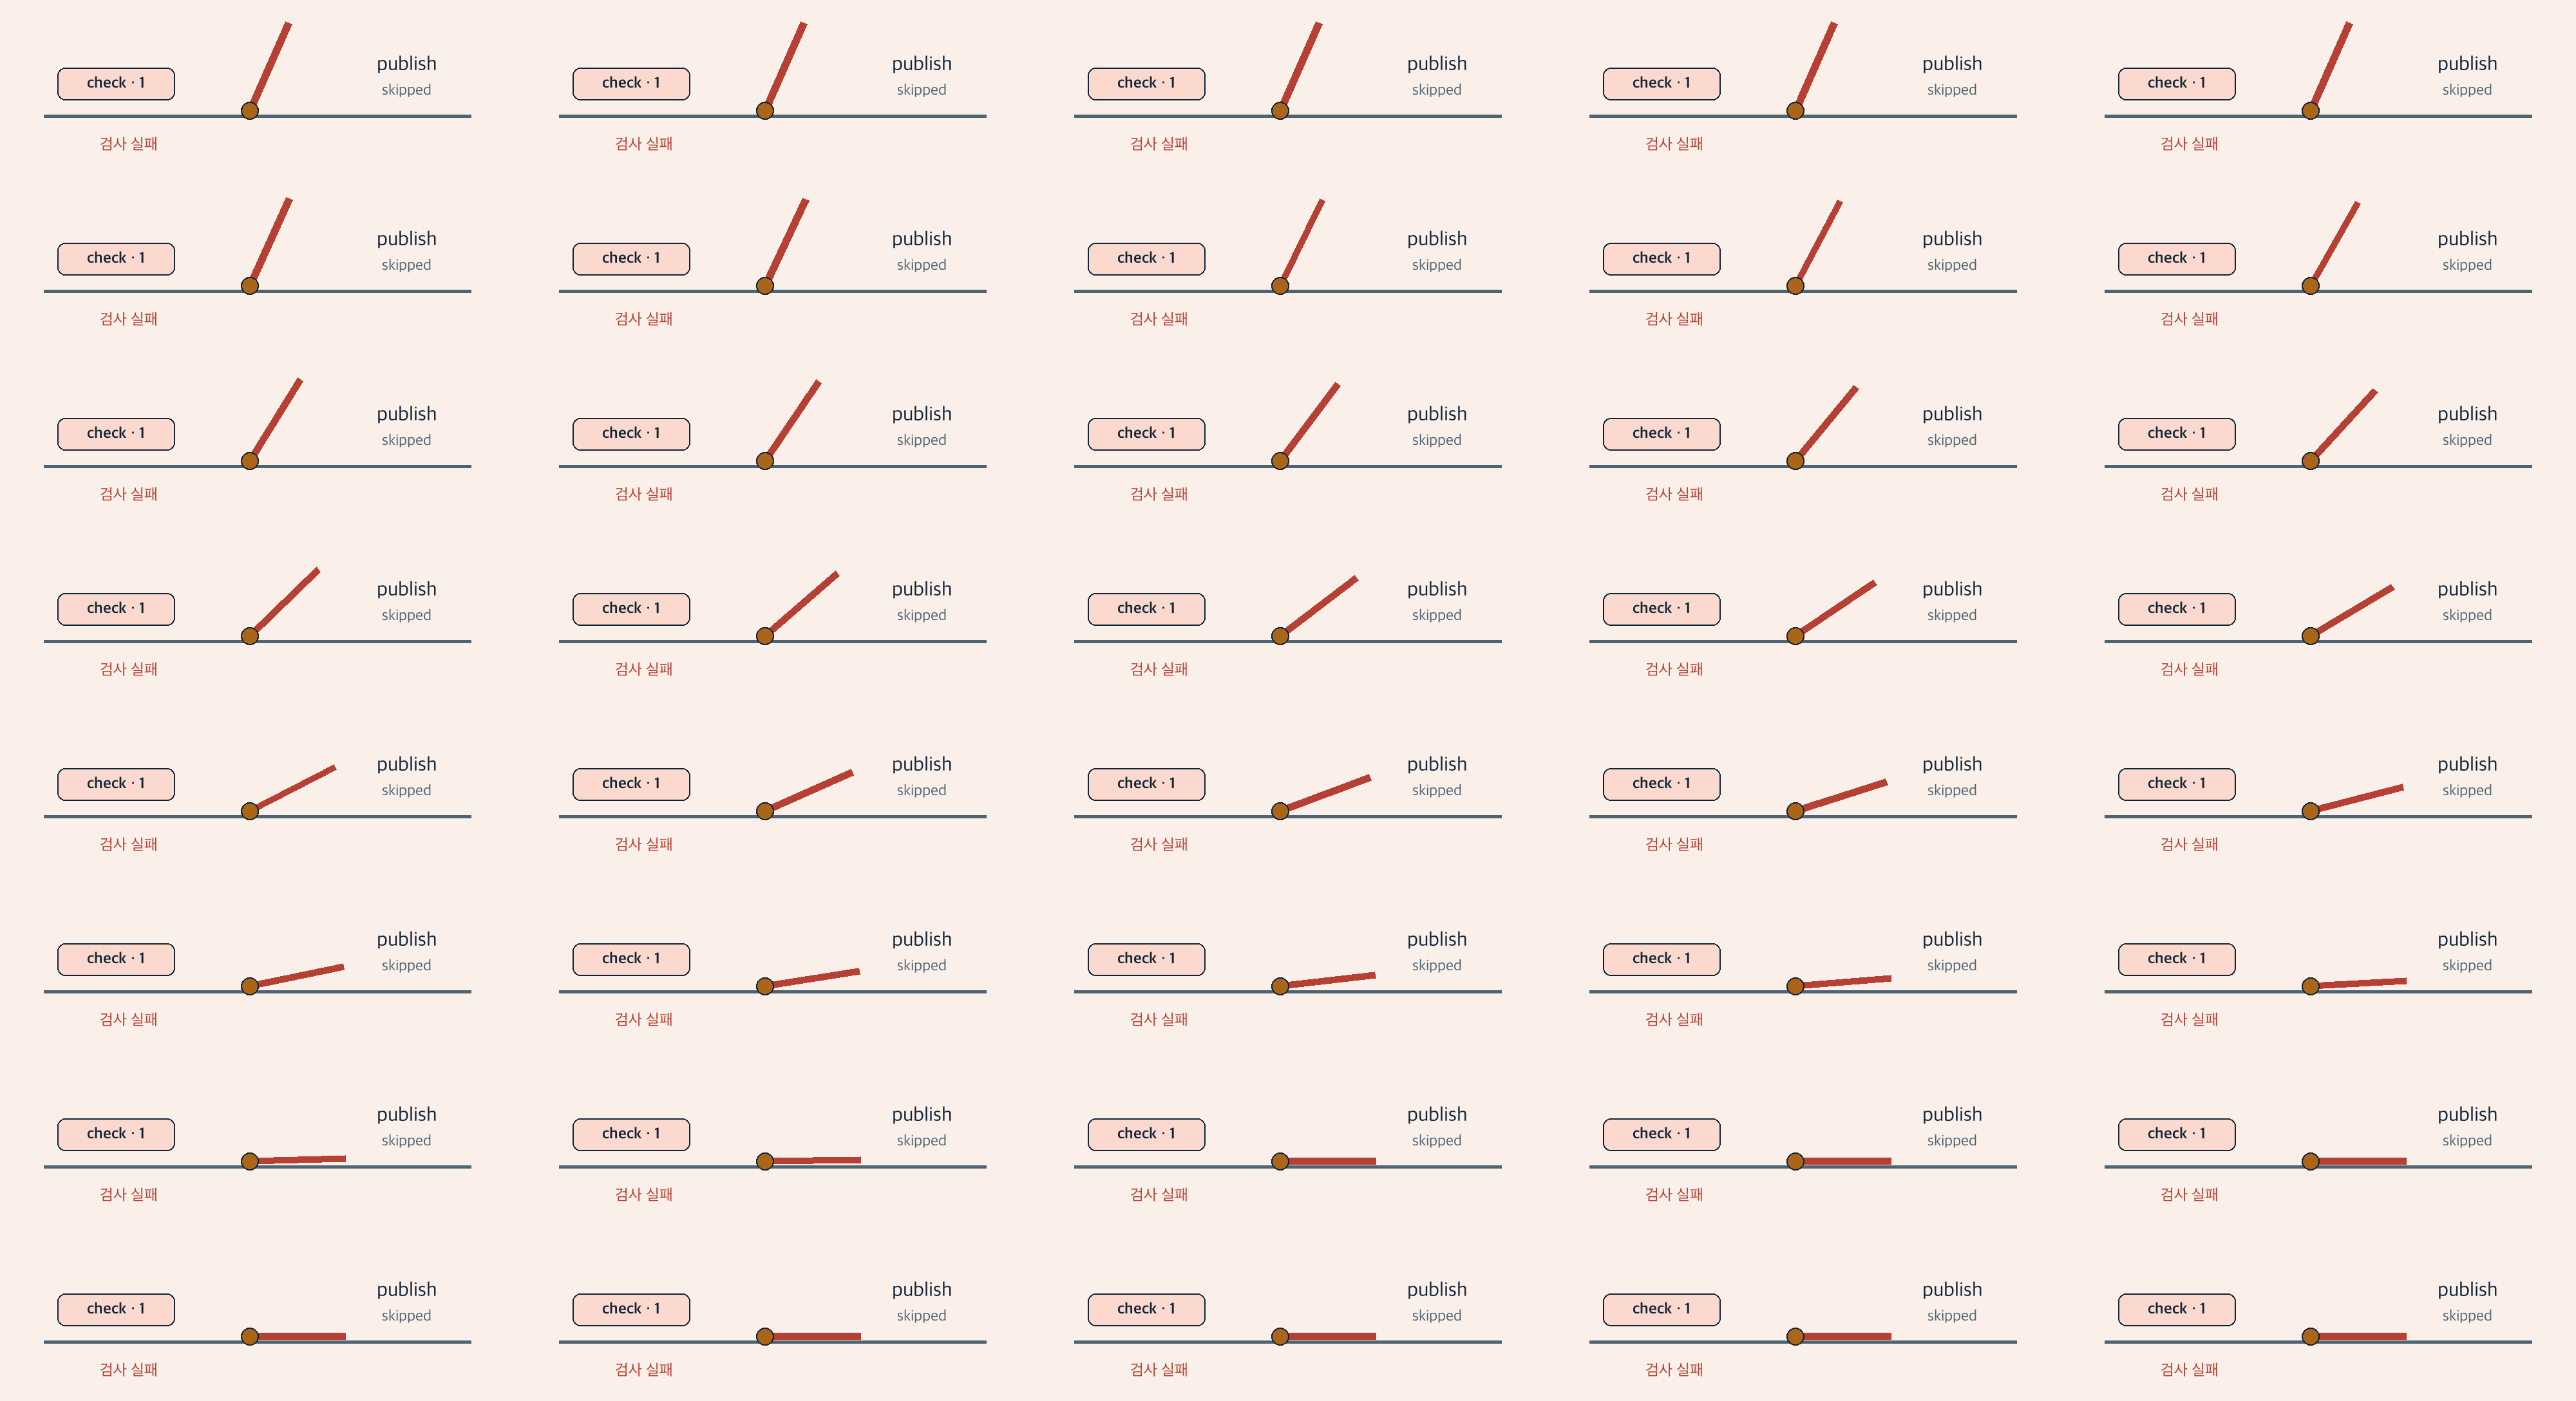 check · 1
publish
skipped
검사 실패
check · 1
publish
skipped
검사 실패
check · 1
publish
skipped
검사 실패
check · 1
publish
skipped
검사 실패
check · 1
publish
skipped
검사 실패
check · 1
publish
skipped
검사 실패
check · 1
publish
skipped
검사 실패
check · 1
publish
skipped
검사 실패
check · 1
publish
skipped
검사 실패
check · 1
publish
skipped
검사 실패
check · 1
publish
skipped
검사 실패
check · 1
publish
skipped
검사 실패
check · 1
publish
skipped
검사 실패
check · 1
publish
skipped
검사 실패
check · 1
publish
skipped
검사 실패
check · 1
publish
skipped
검사 실패
check · 1
publish
skipped
검사 실패
check · 1
publish
skipped
검사 실패
check · 1
publish
skipped
검사 실패
check · 1
publish
skipped
검사 실패
check · 1
publish
skipped
검사 실패
check · 1
publish
skipped
검사 실패
check · 1
publish
skipped
검사 실패
check · 1
publish
skipped
검사 실패
check · 1
publish
skipped
검사 실패
check · 1
publish
skipped
검사 실패
check · 1
publish
skipped
검사 실패
check · 1
publish
skipped
검사 실패
check · 1
publish
skipped
검사 실패
check · 1
publish
skipped
검사 실패
check · 1
publish
skipped
검사 실패
check · 1
publish
skipped
검사 실패
check · 1
publish
skipped
검사 실패
check · 1
publish
skipped
검사 실패
check · 1
publish
skipped
검사 실패
check · 1
publish
skipped
검사 실패
check · 1
publish
skipped
검사 실패
check · 1
publish
skipped
검사 실패
check · 1
publish
skipped
검사 실패
check · 1
publish
skipped
검사 실패